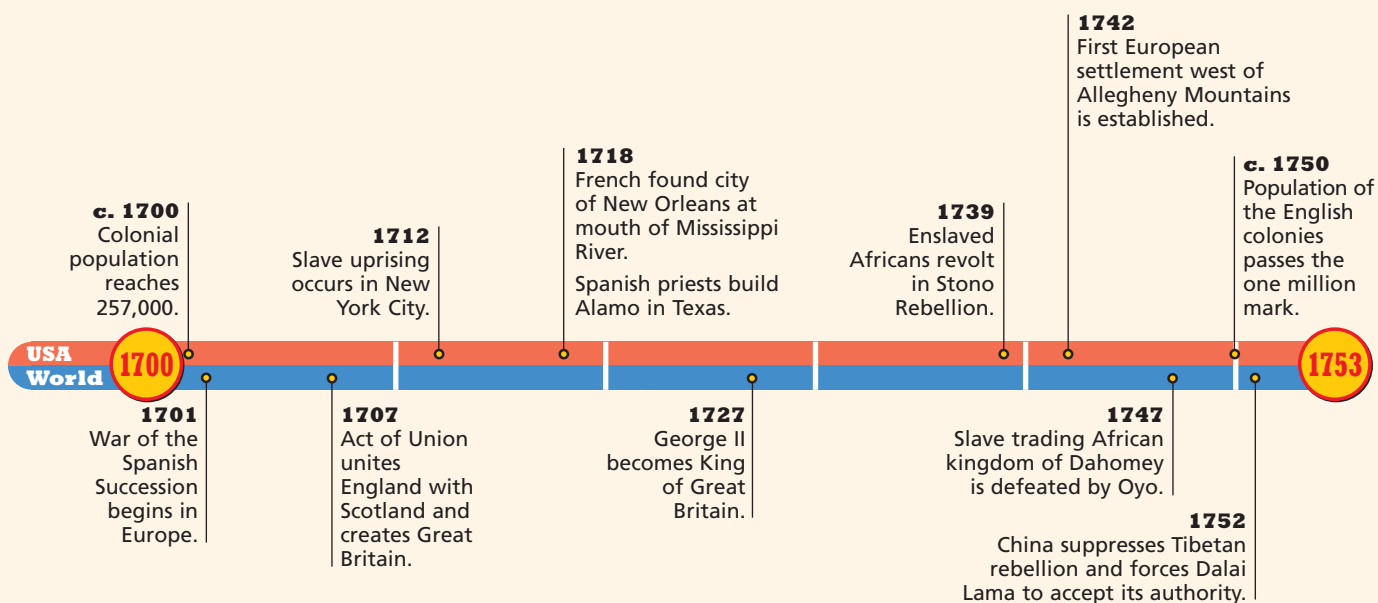 1742
First European
settlement west of
Allegheny Mountains
is established.
1718
French found city
of New Orleans at
mouth of Mississippi
River.
Spanish priests build
Alamo in Texas.
c. 1750
Population of
the English
colonies
passes the
one million
mark.
c. 1700
Colonial
population
reaches
257,000.
1712
Slave uprising
occurs in New
York City.
1739
Enslaved
Africans revolt
in Stono
Rebellion.
USA
World
1700
1753
1701
War of the
Spanish
Succession
begins in
Europe.
1707
Act of Union
unites
England with
Scotland and
creates Great
Britain.
1727
George II
becomes King
of Great
Britain.
1747
Slave trading African
kingdom of Dahomey
is defeated by Oyo.
1752
China suppresses Tibetan
rebellion and forces Dalai
Lama to accept its authority.